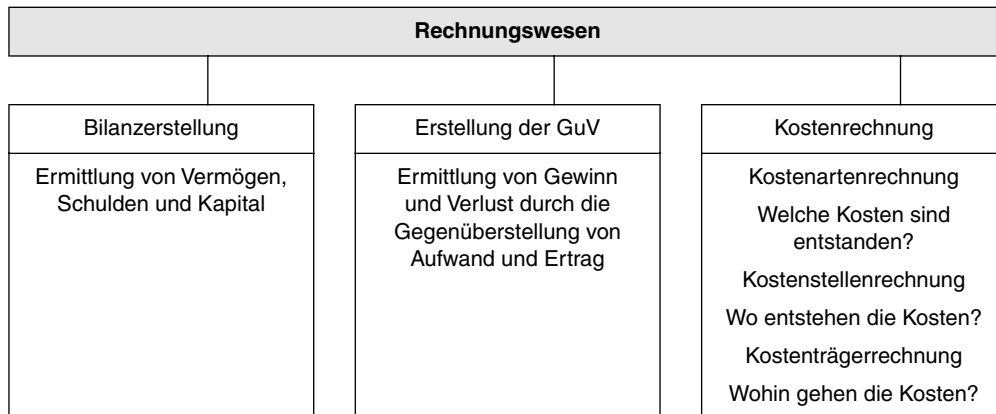 Rechnungswesen
Bilanzerstellung
Ermittlung von Vermögen,
Schulden und Kapital
Erstellung der GuV
Ermittlung von Gewinn
und Verlust durch die
Gegenüberstellung von
Aufwand und Ertrag
Kostenrechnung
Kostenartenrechnung
Welche Kosten sind
entstanden?
Kostenstellenrechnung
Wo entstehen die Kosten?
Kostenträgerrechnung
Wohin gehen die Kosten?